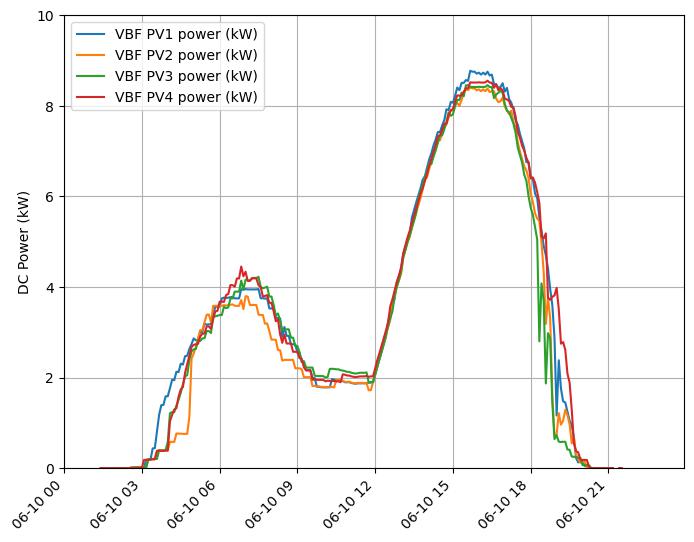 VBF PV1 power (kW)
VBF PV2 power (kW)
VBF PV3 power (kW)
VBF PV4 power (kW)
DC Power (kW)
10
8
6
4
2
0
06-10 00
06-10 03
06-10 06
06-10 09
06-10 12
06-10 15
06-10 18
06-10 21